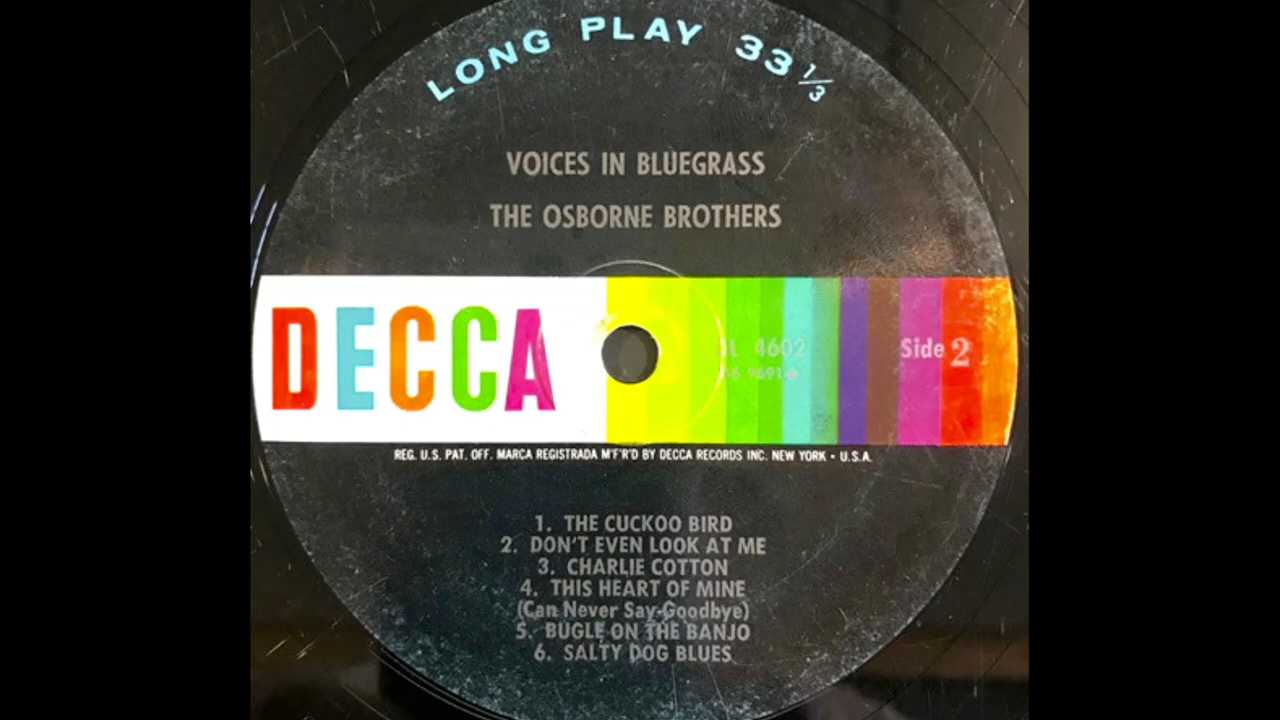 LONG PLAY 33 1/3
VOICES IN BLUEGRASS
THE OSBORNE BROTHERS
DECCA
DL 4602
Side 2
REG. U.S. PAT. OFF. MARCA REGISTRADA M'F'R'D BY DECCA RECORDS INC. NEW YORK • U.S.A.
1. THE CUCKOO BIRD
2. DON'T EVEN LOOK AT ME
3. CHARLIE COTTON
4. THIS HEART OF MINE
(Can Never Say Goodbye)
5. BUGLE ON THE BANJO
6. SALTY DOG BLUES